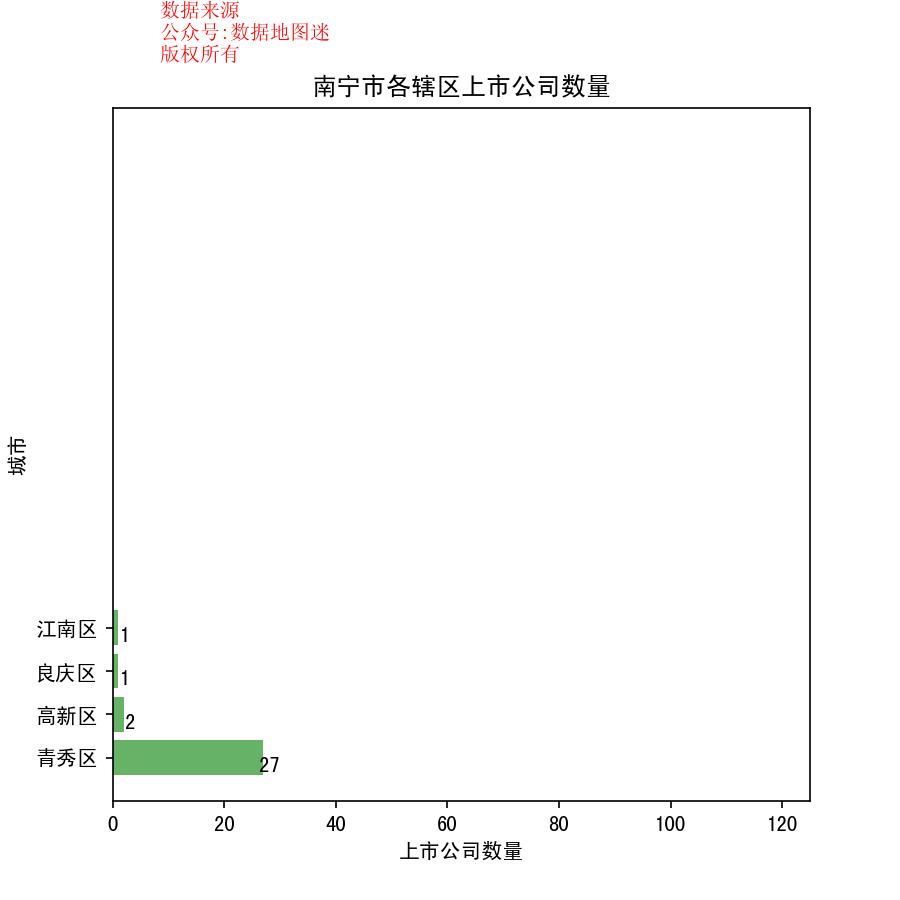 数据来源
公众号:数据地图迷
版权所有
南宁市各辖区上市公司数量
城市
江南区 1
良庆区 1
高新区 2
青秀区 27
0 20 40 60 80 100 120
上市公司数量